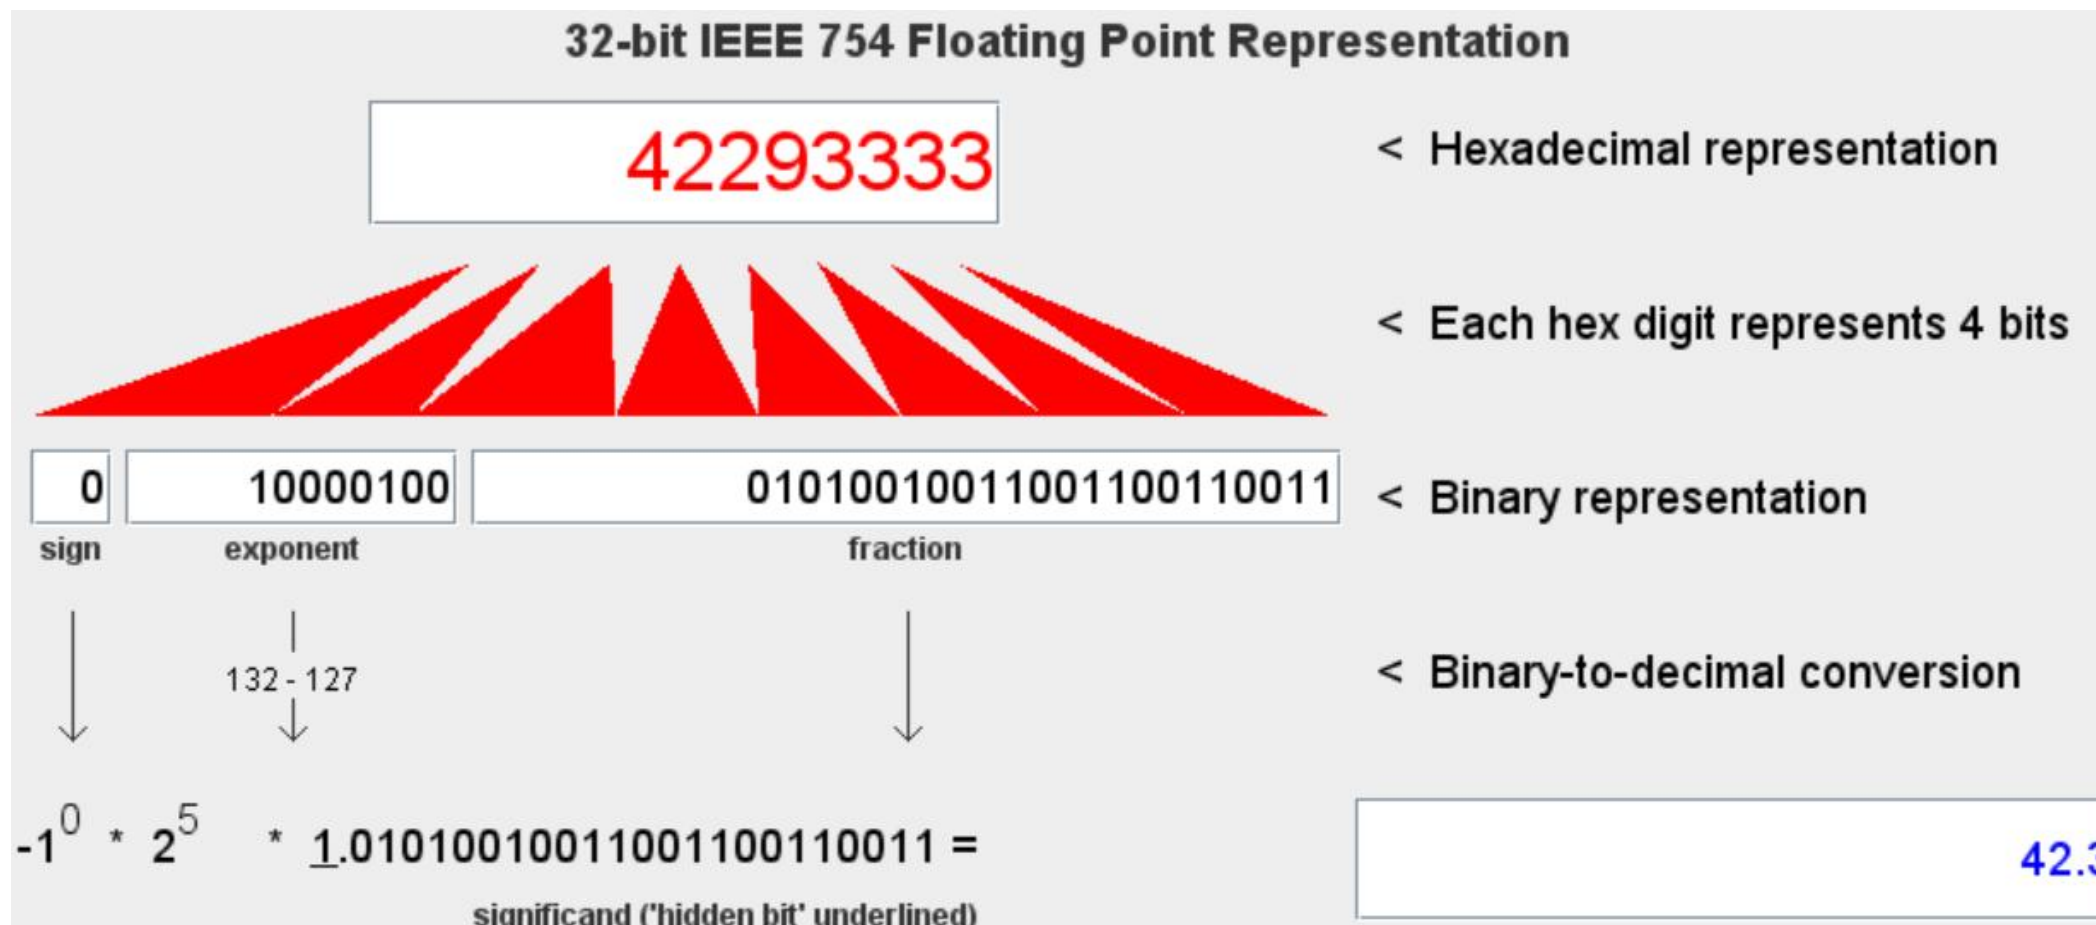 32-bit IEEE 754 Floating Point Representation
42293333
< Hexadecimal representation
< Each hex digit represents 4 bits
0 10000100 01010010011001100110011
< Binary representation
sign exponent fraction
132 - 127
< Binary-to-decimal conversion
-1^0 * 2^5 * 1.01010010011001100110011 =
42.3
significand ('hidden bit' underlined)